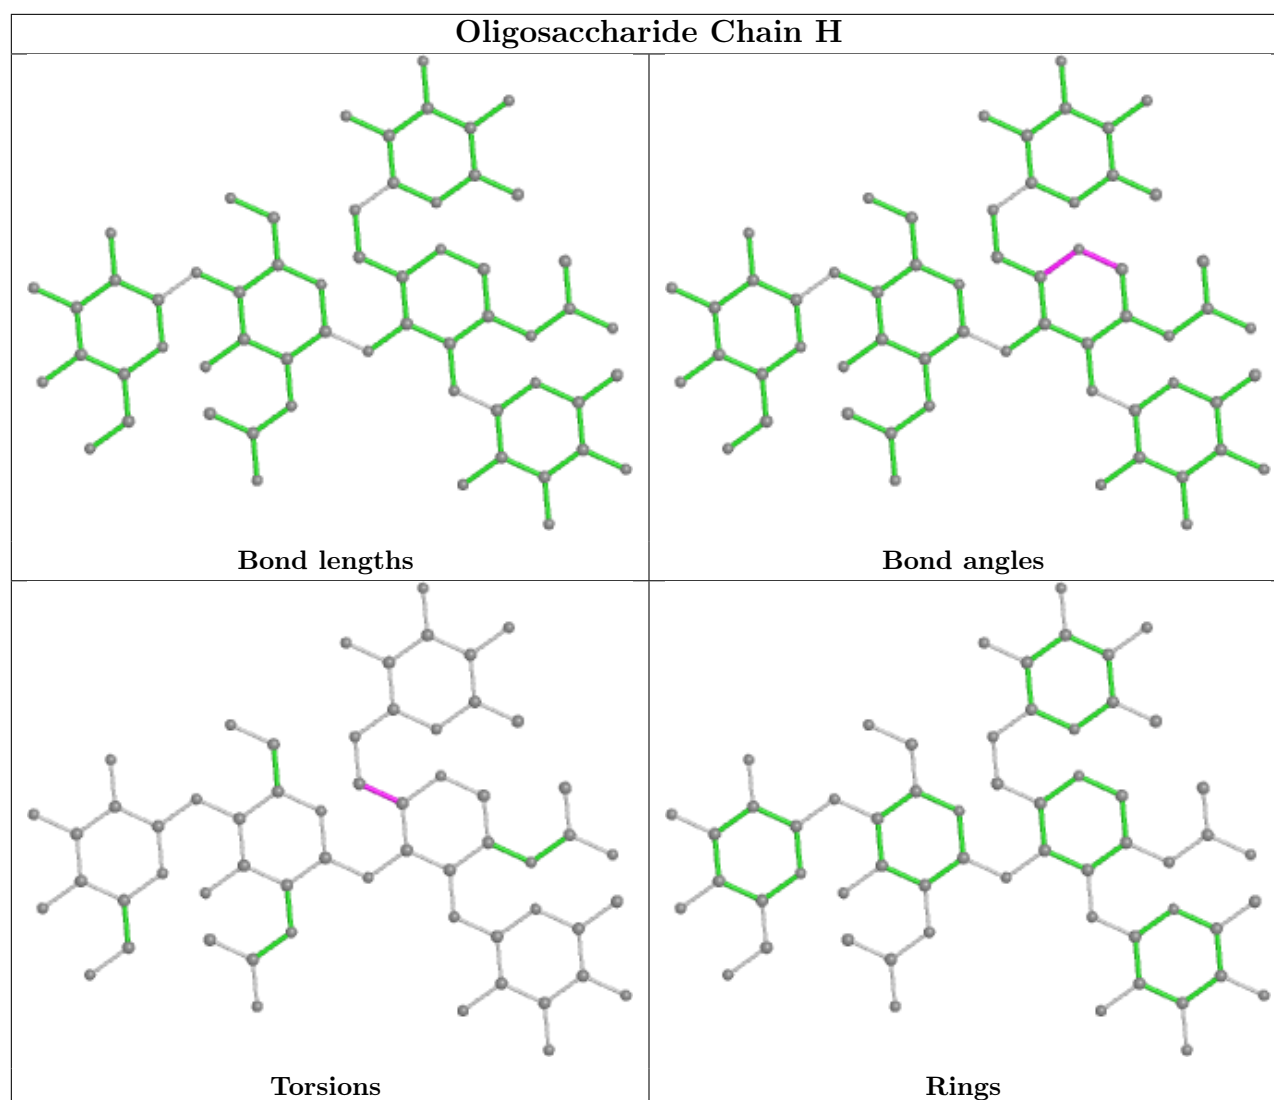 Oligosaccharide Chain H
Bond lengths
Bond angles
Torsions
Rings